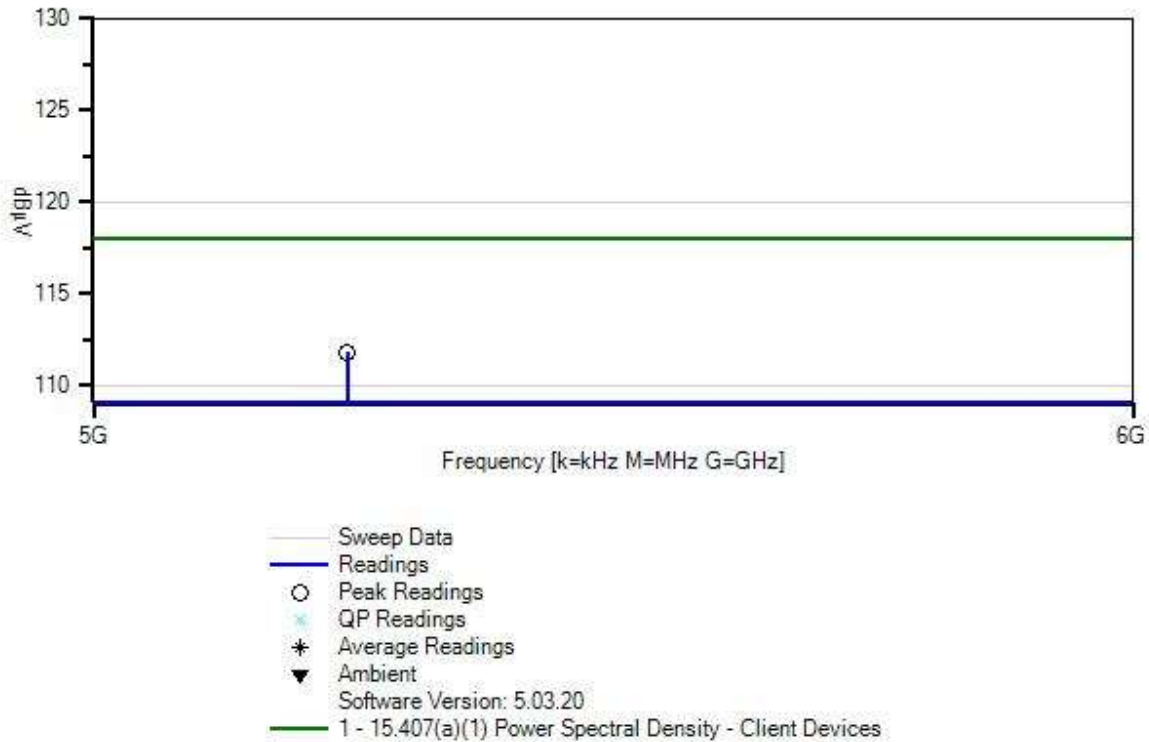 130
125
120
115
110
dBµV
5G
6G
Frequency [k=kHz M=MHz G=GHz]
Sweep Data
Readings
Peak Readings
QP Readings
Average Readings
Ambient
Software Version: 5.03.20
1 - 15.407(a)(1) Power Spectral Density - Client Devices